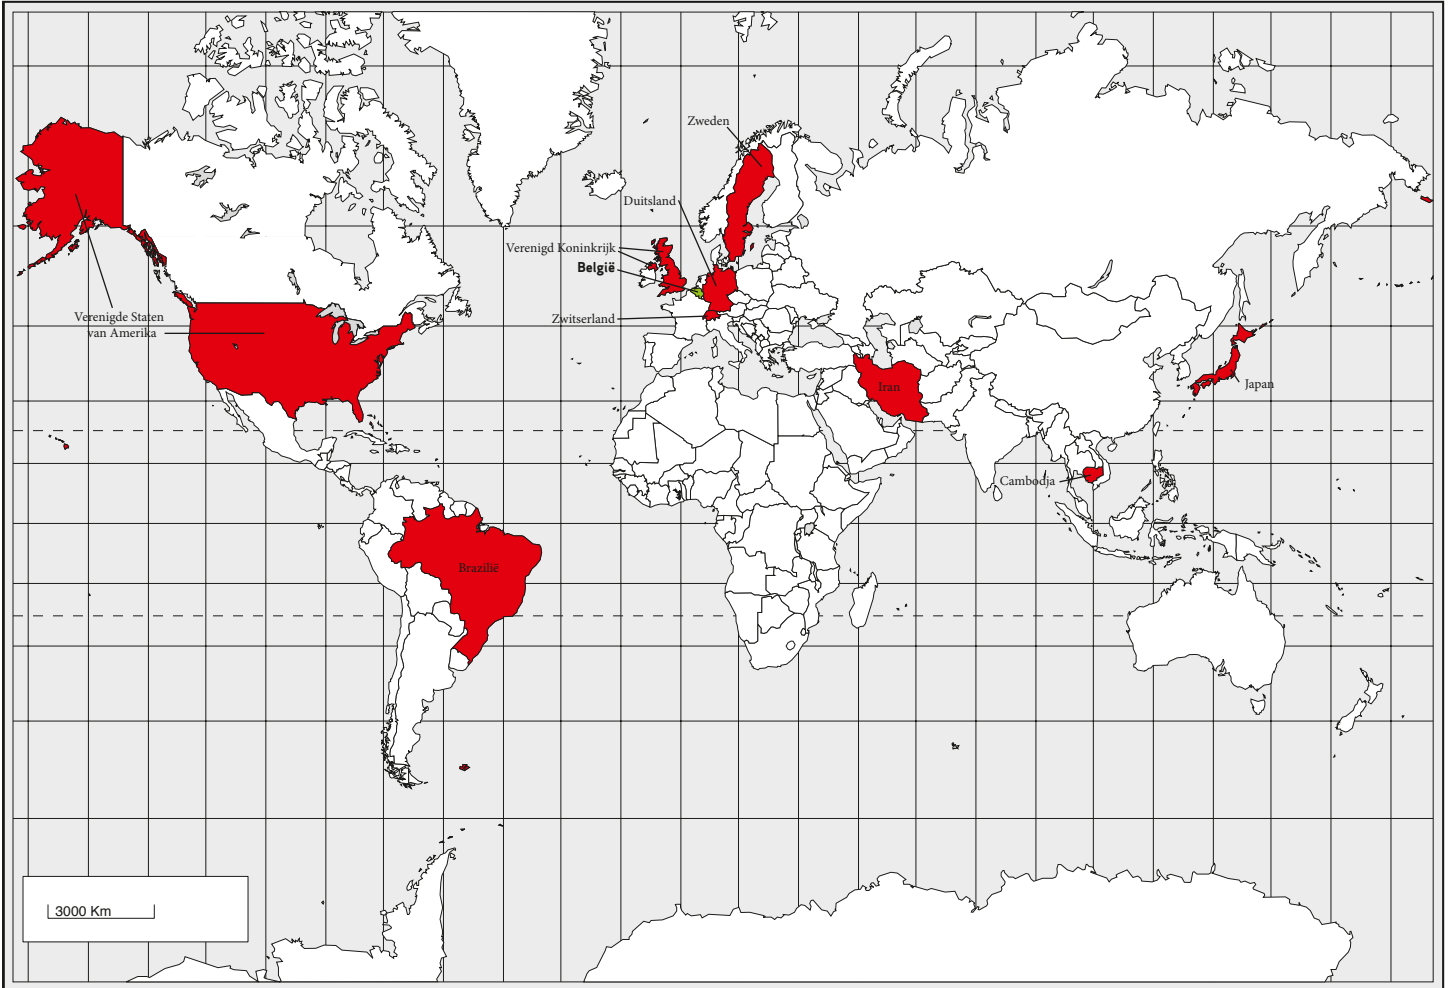 Zweden
Duitsland
Verenigd Koninkrijk
België
Zwitserland
Verenigde Staten
van Amerika
Iran
Japan
Cambodja
Brazilië
3000 Km